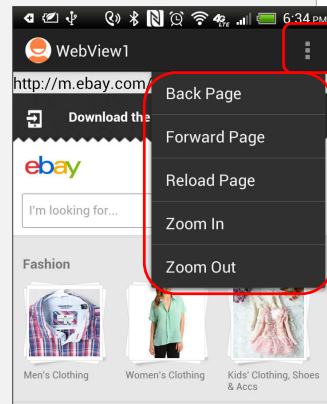 6:34 PM
WebView1
http://m.ebay.com/
Download the
Back Page
Forward Page
Reload Page
Zoom In
Zoom Out
ebay
I'm looking for...
Fashion
Men's Clothing
Women's Clothing
Kids' Clothing, Shoes
& Accs